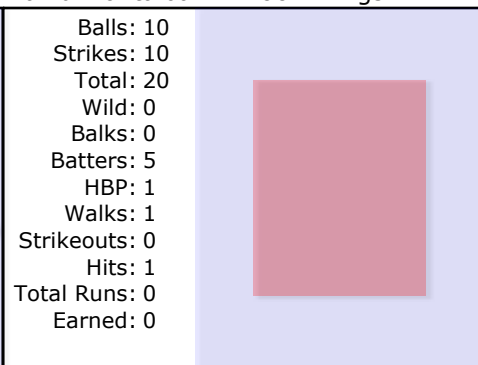 Balls: 10
Strikes: 10
Total: 20
Wild: 0
Balks: 0
Batters: 5
HBP: 1
Walks: 1
Strikeouts: 0
Hits: 1
Total Runs: 0
Earned: 0